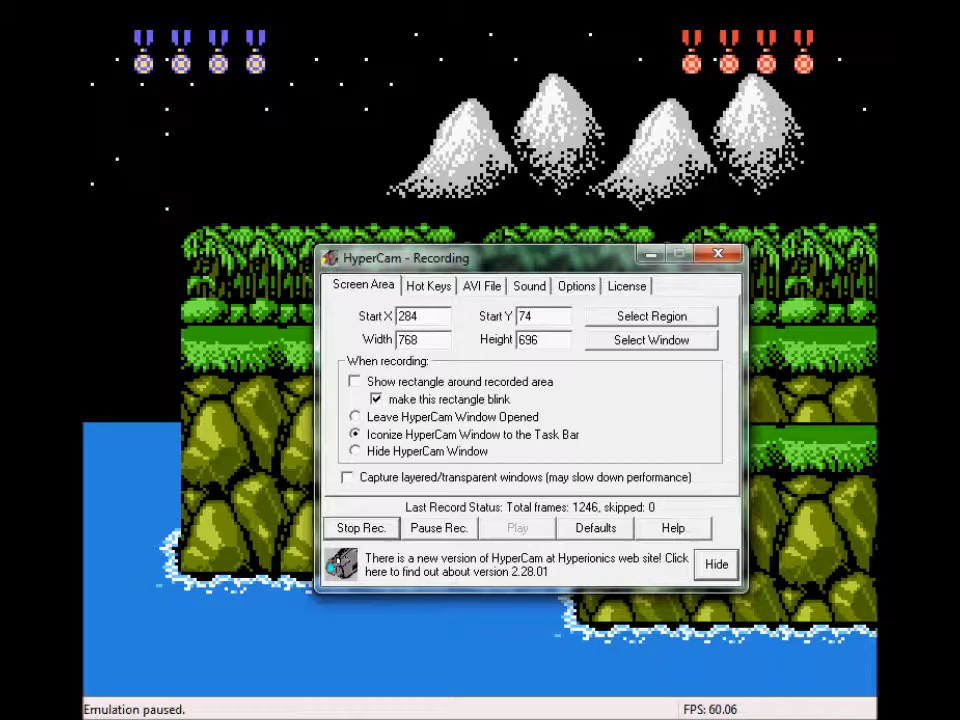 HyperCam - Recording
Screen Area Hot Keys AVI File Sound Options License
Start X 284 Start Y 74 Select Region
Width 768 Height 696 Select Window
When recording:
Show rectangle around recorded area
make this rectangle blink
Leave HyperCam Window Opened
Iconize HyperCam Window to the Task Bar
Hide HyperCam Window
Capture layered/transparent windows (may slow down performance)
Last Record Status: Total frames: 1246, skipped: 0
Stop Rec. Pause Rec. Play Defaults Help
There is a new version of HyperCam at Hyperionics web site! Click
here to find out about version 2.28.01
Hide
Emulation paused. FPS: 60.06